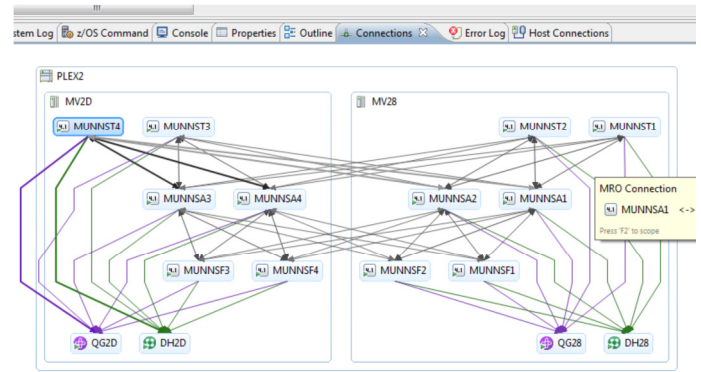 stem Log z/OS Command Console Properties Outline Connections Error Log Host Connections
PLEX2
MV2D MV28
MUNNST4 MUNNST3 MUNNST2 MUNNST1
MRO Connection
MUNNSA3 MUNNSA4 MUNNSA2 MUNNSA1 MUNNSA1 <->
Press 'F2' to scope
MUNNSF3 MUNNSF4 MUNNSF2 MUNNSF1
QG2D DH2D QG28 DH28